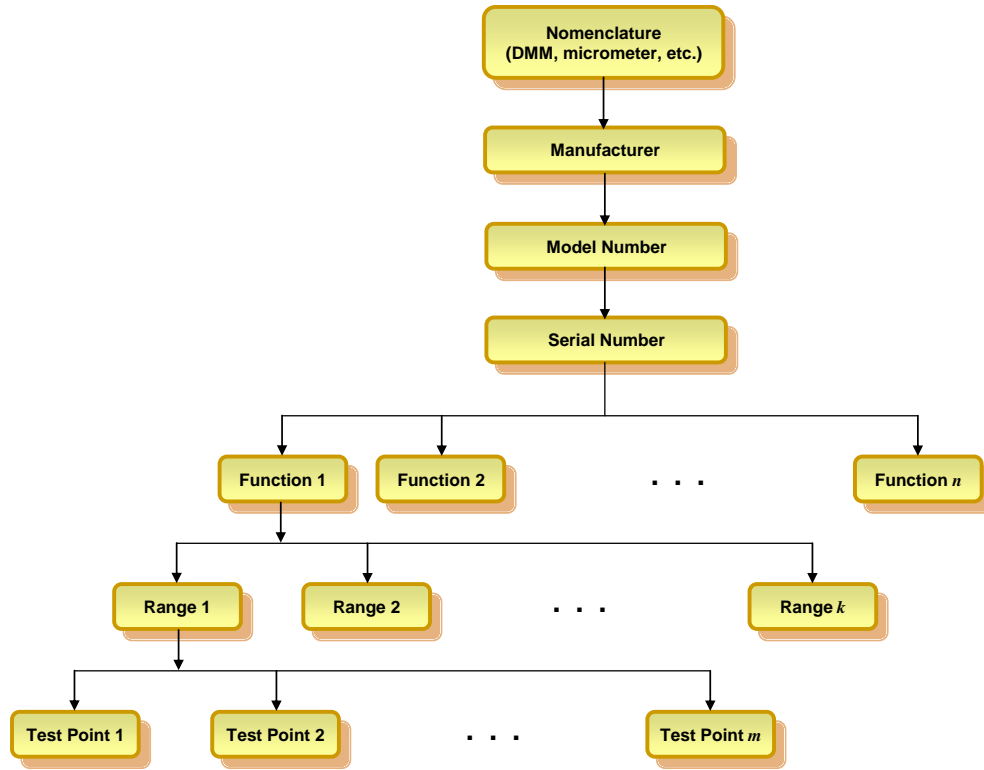 Nomenclature
(DMM, micrometer, etc.)
Manufacturer
Model Number
Serial Number
Function 1
Function 2
. . .
Function n
Range 1
Range 2
. . .
Range k
Test Point 1
Test Point 2
. . .
Test Point m